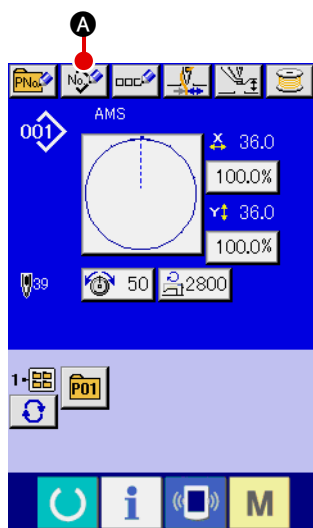 A
PNo. No.
AMS
001 X 36.0
100.0%
Y 36.0
100.0%
39 50 2800
1 P01
i M